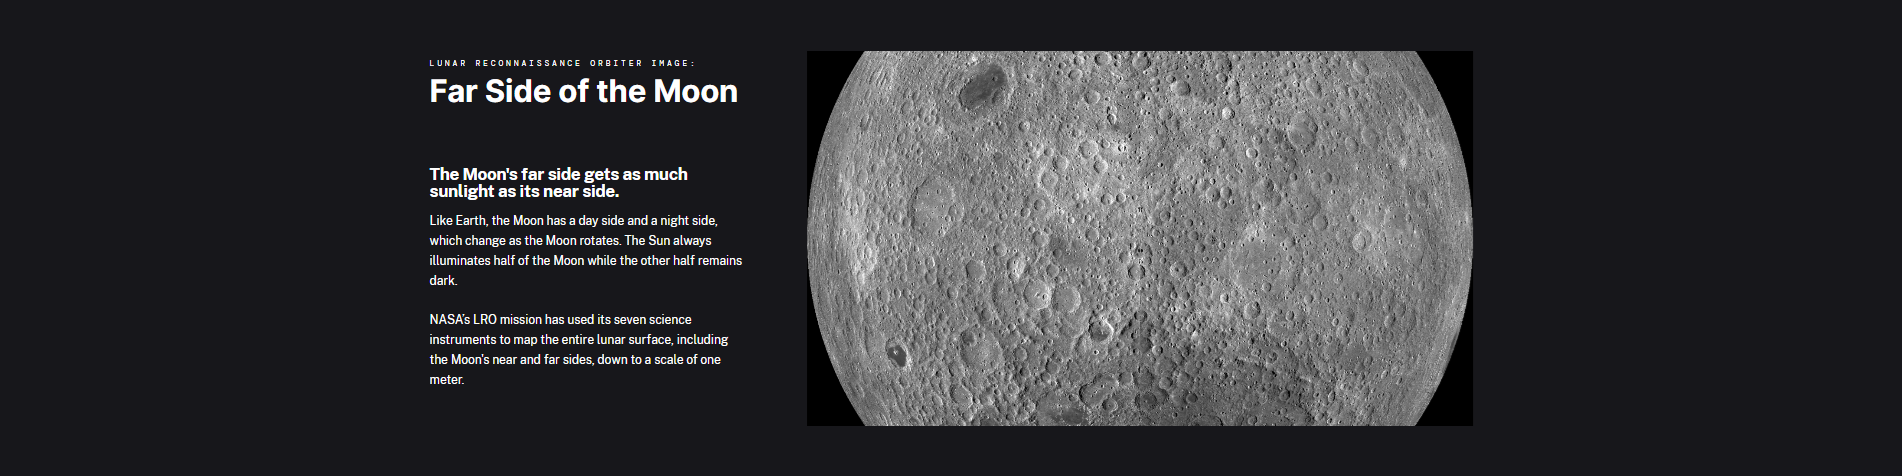 LUNAR RECONNAISSANCE ORBITER IMAGE:
Far Side of the Moon
The Moon's far side gets as much
sunlight as its near side.
Like Earth, the Moon has a day side and a night side,
which change as the Moon rotates. The Sun always
illuminates half of the Moon while the other half remains
dark.
NASA's LRO mission has used its seven science
instruments to map the entire lunar surface, including
the Moon's near and far sides, down to a scale of one
meter.